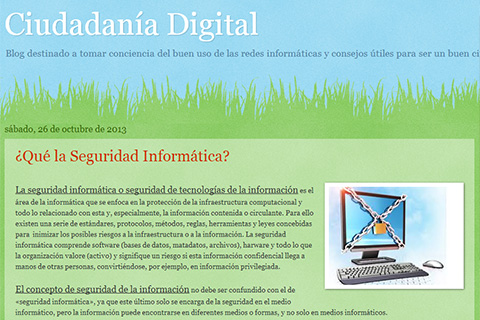 Ciudadanía Digital
Blog destinado a tomar conciencia del buen uso de las redes informáticas y consejos útiles para ser un buen ci
sábado, 26 de octubre de 2013
¿Qué la Seguridad Informática?
La seguridad informática o seguridad de tecnologías de la información es el
área de la informática que se enfoca en la protección de la infraestructura computacional y
todo lo relacionado con esta y, especialmente, la información contenida o circulante. Para ello
existen una serie de estándares, protocolos, métodos, reglas, herramientas y leyes concebidas
para inimizar los posibles riesgos a la infraestructura o a la información. La seguridad
informática comprende software (bases de datos, matadatos, archivos), harware y todo lo que
la organización valore (activo) y signifique un riesgo si esta información confidencial llega a
manos de otras personas, convirtiéndose, por ejemplo, en información privilegiada.
El concepto de seguridad de la información no debe ser confundido con el de
«seguridad informática», ya que este último solo se encarga de la seguridad en el medio
informático, pero la información puede encontrarse en diferentes medios o formas, y no solo en medios informáticos.